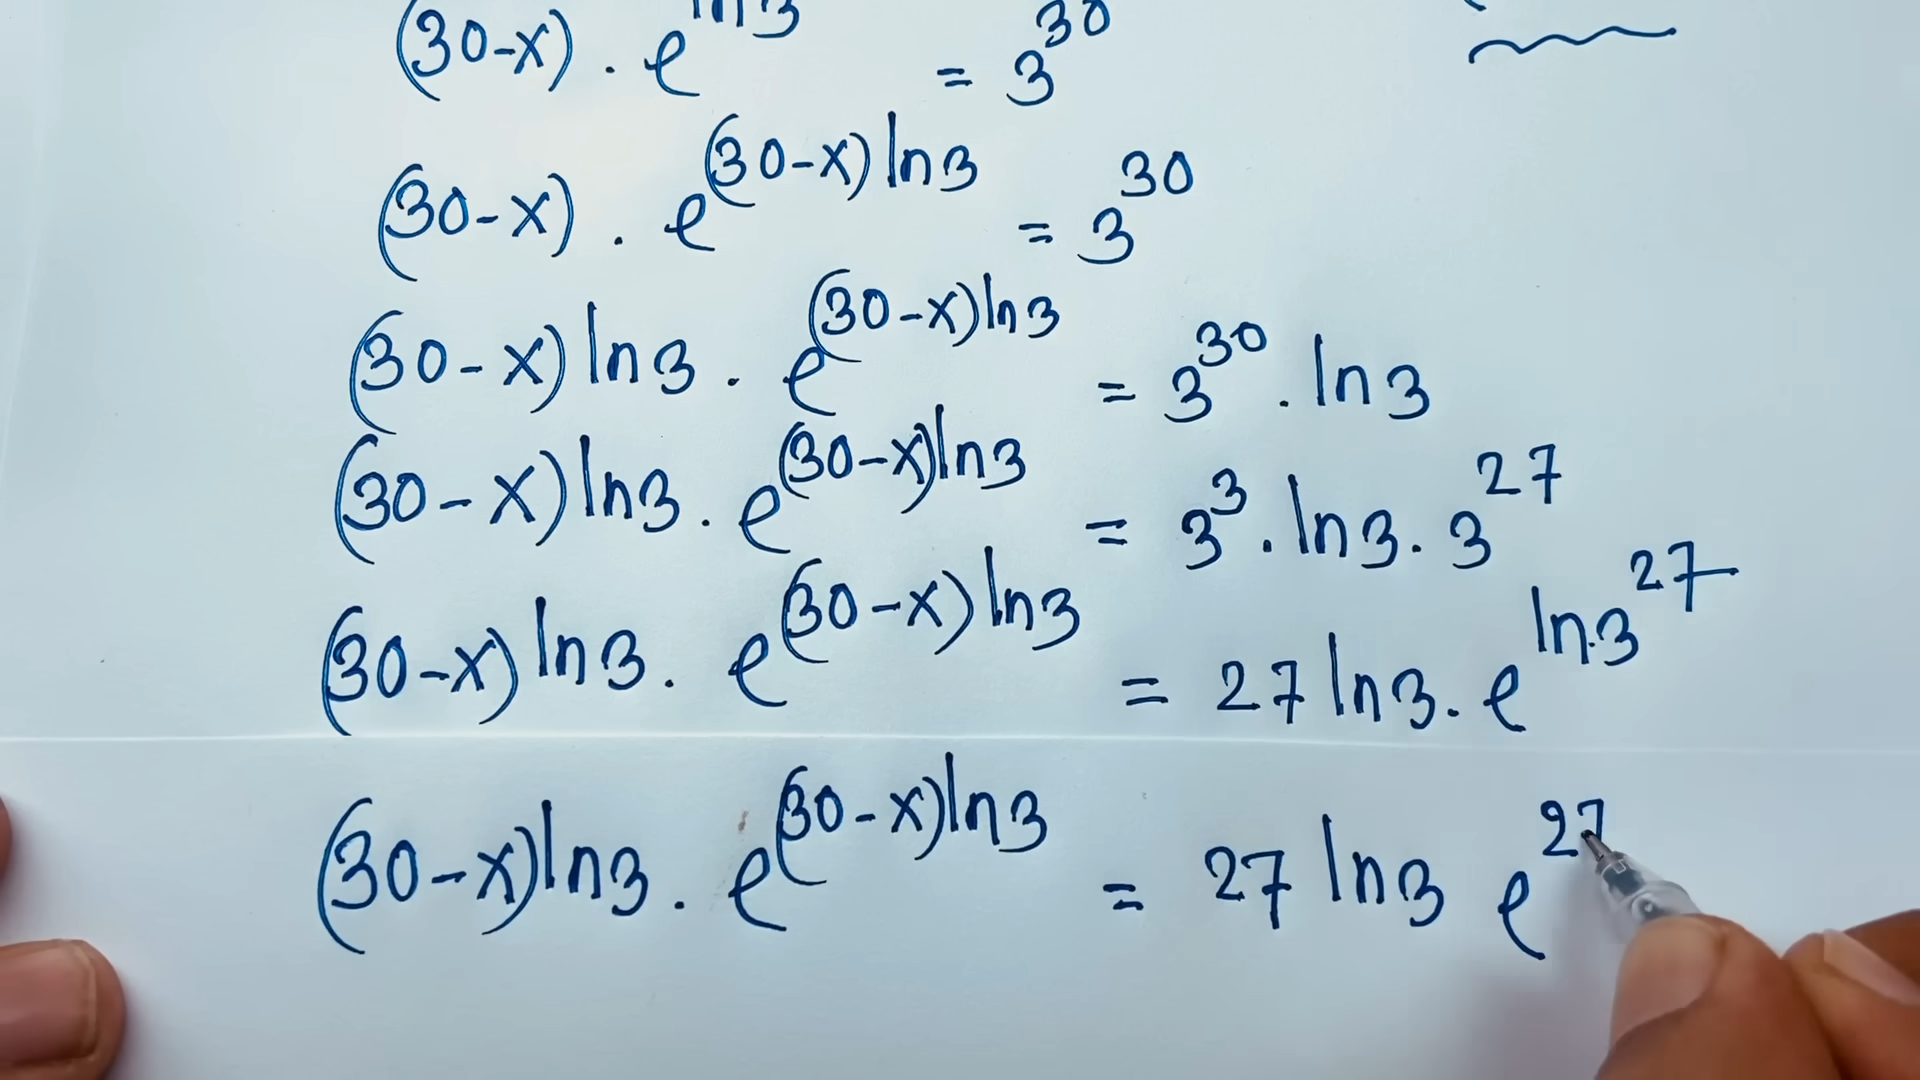 (30-x) . e^ln3 = 3^30
(30-x) . e^(30-x)ln3 = 3^30
(30-x)ln3 . e^(30-x)ln3 = 3^30 . ln3
(30-x)ln3 . e^(30-x)ln3 = 3^3 . ln3 . 3^27
(30-x)ln3 . e^(30-x)ln3 = 27 ln3 . e^ln3^27
(30-x)ln3 . e^(30-x)ln3 = 27 ln3 e^27